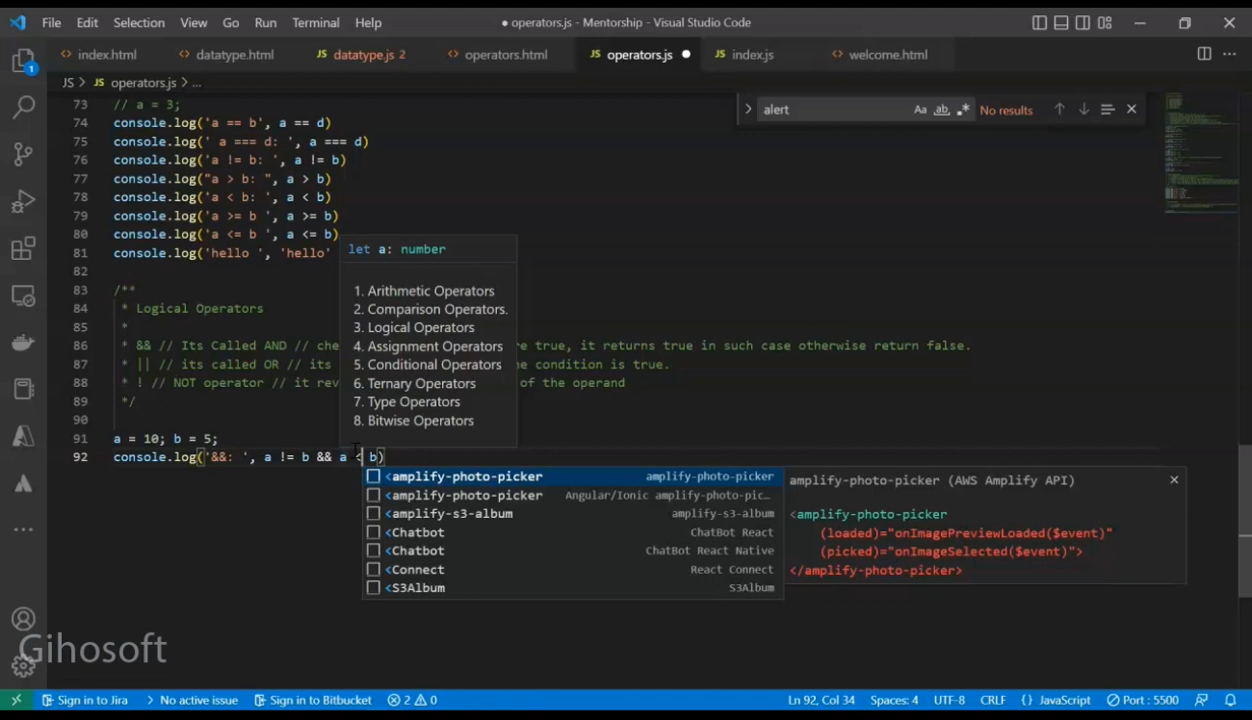 File Edit Selection View Go Run Terminal Help
● operators.js - Mentorship - Visual Studio Code
index.html datatype.html JS datatype.js 2 operators.html JS operators.js ● JS index.js welcome.html
JS > JS operators.js > ...
alert Aa ab .* No results
73 // a = 3;
74 console.log('a == b', a == d)
75 console.log(' a === d: ', a === d)
76 console.log('a != b: ', a != b)
77 console.log("a > b: ", a > b)
78 console.log('a < b: ', a < b)
79 console.log('a >= b ', a >= b)
80 console.log('a <= b ', a <= b)
81 console.log('hello ', 'hello'
82
83 /**
84 * Logical Operators
85 *
86 * && // Its Called AND // che re true, it returns true in such case otherwise return false.
87 * || // its called OR // its he condition is true.
88 * ! // NOT operator // it rev of the operand
89 */
90
91 a = 10; b = 5;
92 console.log('&&: ', a != b && a < b)
let a: number
1. Arithmetic Operators
2. Comparison Operators.
3. Logical Operators
4. Assignment Operators
5. Conditional Operators
6. Ternary Operators
7. Type Operators
8. Bitwise Operators
<amplify-photo-picker amplify-photo-picker
<amplify-photo-picker Angular/Ionic amplify-photo-pic…
<amplify-s3-album amplify-s3-album
<Chatbot ChatBot React
<Chatbot ChatBot React Native
<Connect React Connect
<S3Album S3Album
amplify-photo-picker (AWS Amplify API)
<amplify-photo-picker
(loaded)="onImagePreviewLoaded($event)"
(picked)="onImageSelected($event)">
</amplify-photo-picker>
1
Gihosoft
Sign in to Jira > No active issue Sign in to Bitbucket 2 0 Ln 92, Col 34 Spaces: 4 UTF-8 CRLF {} JavaScript Port : 5500